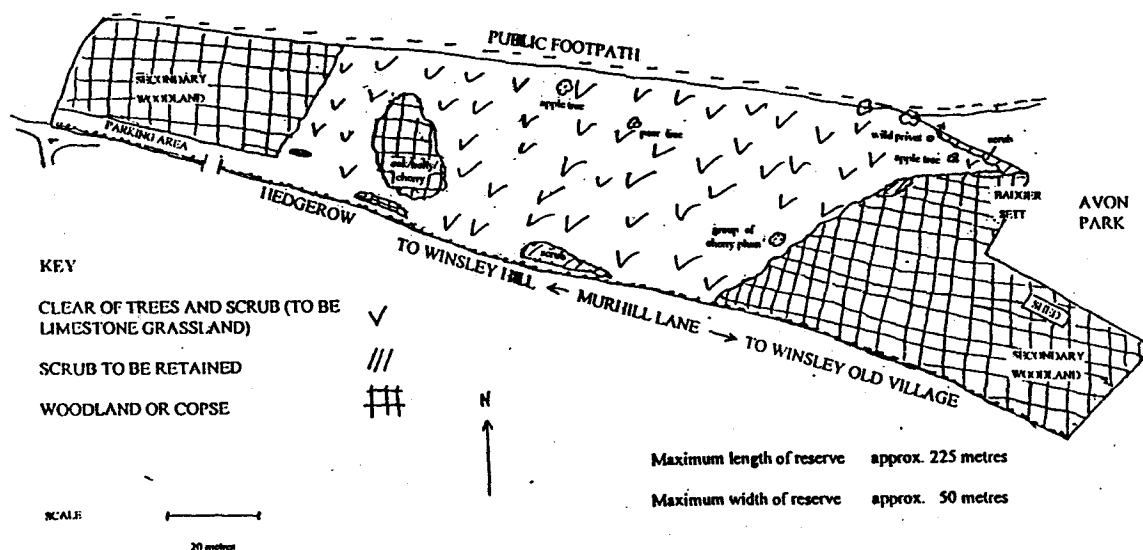 PUBLIC FOOTPATH
SECONDARY
WOODLAND
PARKING AREA
apple tree
pear tree
wild privet
scrub
apple tree
oak/holly/
cherry
BADGER
SETT
AVON
PARK
HEDGEROW
group of
cherry plum
scrub
TO WINSLEY HILL ← MURHILL LANE → TO WINSLEY OLD VILLAGE
SECONDARY
WOODLAND
KEY
CLEAR OF TREES AND SCRUB (TO BE
LIMESTONE GRASSLAND)
SCRUB TO BE RETAINED
WOODLAND OR COPSE
N
Maximum length of reserve approx. 225 metres
Maximum width of reserve approx. 50 metres
SCALE
20 metres